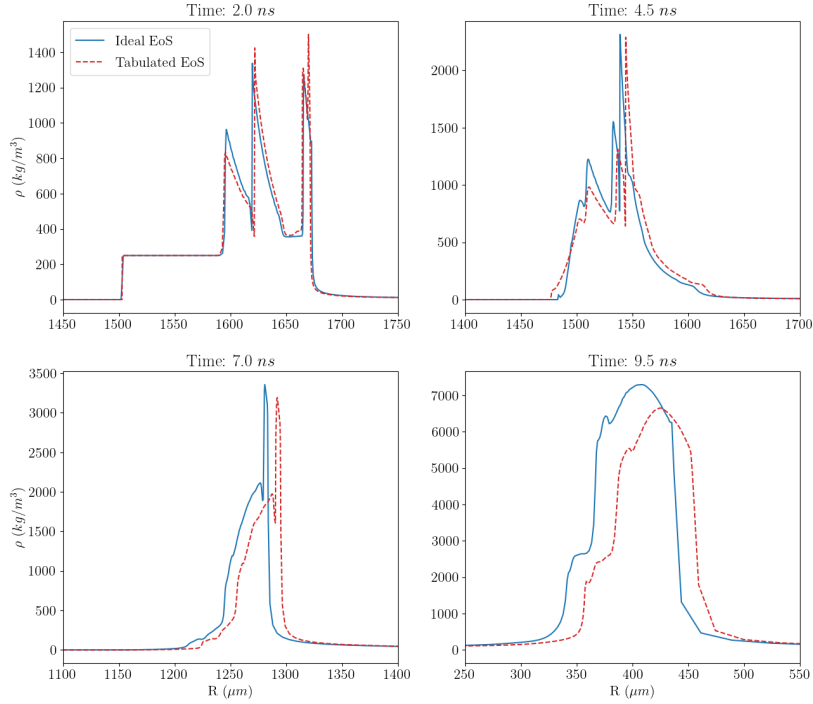 Time: 2.0 ns
Time: 4.5 ns
Ideal EoS
Tabulated EoS
ρ (kg/m³)
1400
1200
1000
800
600
400
200
0
1450 1500 1550 1600 1650 1700 1750
2000
1500
1000
500
0
1400 1500 1550 1600 1650 1700
Time: 7.0 ns
Time: 9.5 ns
ρ (kg/m³)
3500
3000
2500
2000
1500
1000
500
0
1100 1150 1200 1250 1300 1350 1400
R (μm)
7000
6000
5000
4000
3000
2000
1000
0
250 300 350 400 450 500 550
R (μm)